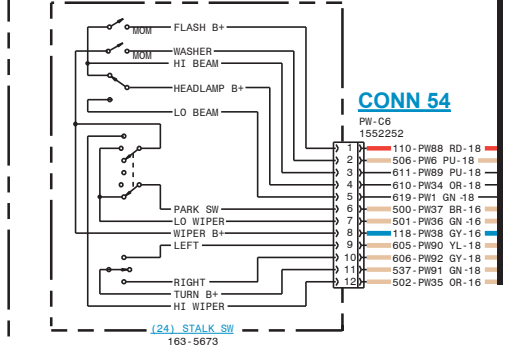 FLASH B+
MOM
WASHER
MOM
HI BEAM
HEADLAMP B+
LO BEAM
PARK SW
LO WIPER
WIPER B+
LEFT
RIGHT
TURN B+
HI WIPER
(24) STALK SW
163-5673
CONN 54
PW-C6
1552252
1 110-PW88 RD-18
2 506-PW6 PU-18
3 611-PW89 PU-18
4 610-PW34 OR-18
5 619-PW1 GN-18
6 500-PW37 BR-16
7 501-PW36 GN-16
8 118-PW38 GY-16
9 605-PW90 YL-18
10 606-PW92 GY-18
11 537-PW91 GN-18
12 502-PW35 OR-16